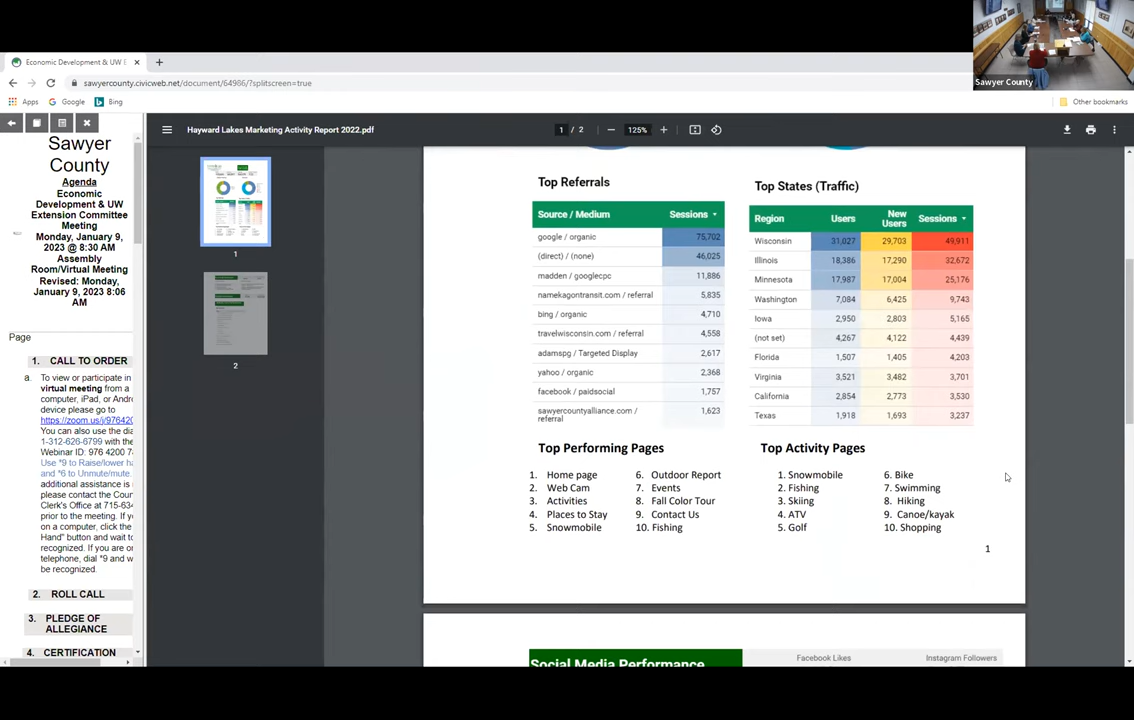 Sawyer County
Economic Development & UW E
sawyercounty.civicweb.net/document/64986/?splitscreen=true
Apps
Google
Bing
Other bookmarks
Hayward Lakes Marketing Activity Report 2022.pdf
1 / 2
125%
Sawyer
County
Agenda
Economic
Development & UW
Extension Committee
Meeting
Monday, January 9,
2023 @ 8:30 AM
Assembly
Room/Virtual Meeting
Revised: Monday,
January 9, 2023 8:06
AM
Page
1. CALL TO ORDER
a. To view or participate in
virtual meeting from a
computer, iPad, or Andro
device please go to
https://zoom.us/j/976420
You can also use the dia
1-312-626-6799 with the
Webinar ID: 976 4200 7
Use *9 to Raise/lower ha
and *6 to Unmute/mute.
additional assistance is
please contact the Coun
Clerk's Office at 715-634
prior to the meeting. If yo
on a computer, click the
Hand" button and wait to
recognized. If you are on
telephone, dial *9 and w
be recognized.
2. ROLL CALL
3. PLEDGE OF
ALLEGIANCE
4. CERTIFICATION
1
2
Top Referrals
Source / Medium Sessions
google / organic 75,702
(direct) / (none) 46,025
madden / googlecpc 11,886
namekagontransit.com / referral 5,835
bing / organic 4,710
travelwisconsin.com / referral 4,558
adamspg / Targeted Display 2,617
yahoo / organic 2,368
facebook / paidsocial 1,757
sawyercountyalliance.com / 1,623
referral
Top States (Traffic)
Region Users New Users Sessions
Wisconsin 31,027 29,703 49,911
Illinois 18,386 17,290 32,672
Minnesota 17,987 17,004 25,176
Washington 7,084 6,425 9,743
Iowa 2,950 2,803 5,165
(not set) 4,267 4,122 4,439
Florida 1,507 1,405 4,203
Virginia 3,521 3,482 3,701
California 2,854 2,773 3,530
Texas 1,918 1,693 3,237
Top Performing Pages
1. Home page
2. Web Cam
3. Activities
4. Places to Stay
5. Snowmobile
6. Outdoor Report
7. Events
8. Fall Color Tour
9. Contact Us
10. Fishing
Top Activity Pages
1. Snowmobile
2. Fishing
3. Skiing
4. ATV
5. Golf
6. Bike
7. Swimming
8. Hiking
9. Canoe/kayak
10. Shopping
1
Social Media Performance
Facebook Likes
Instagram Followers